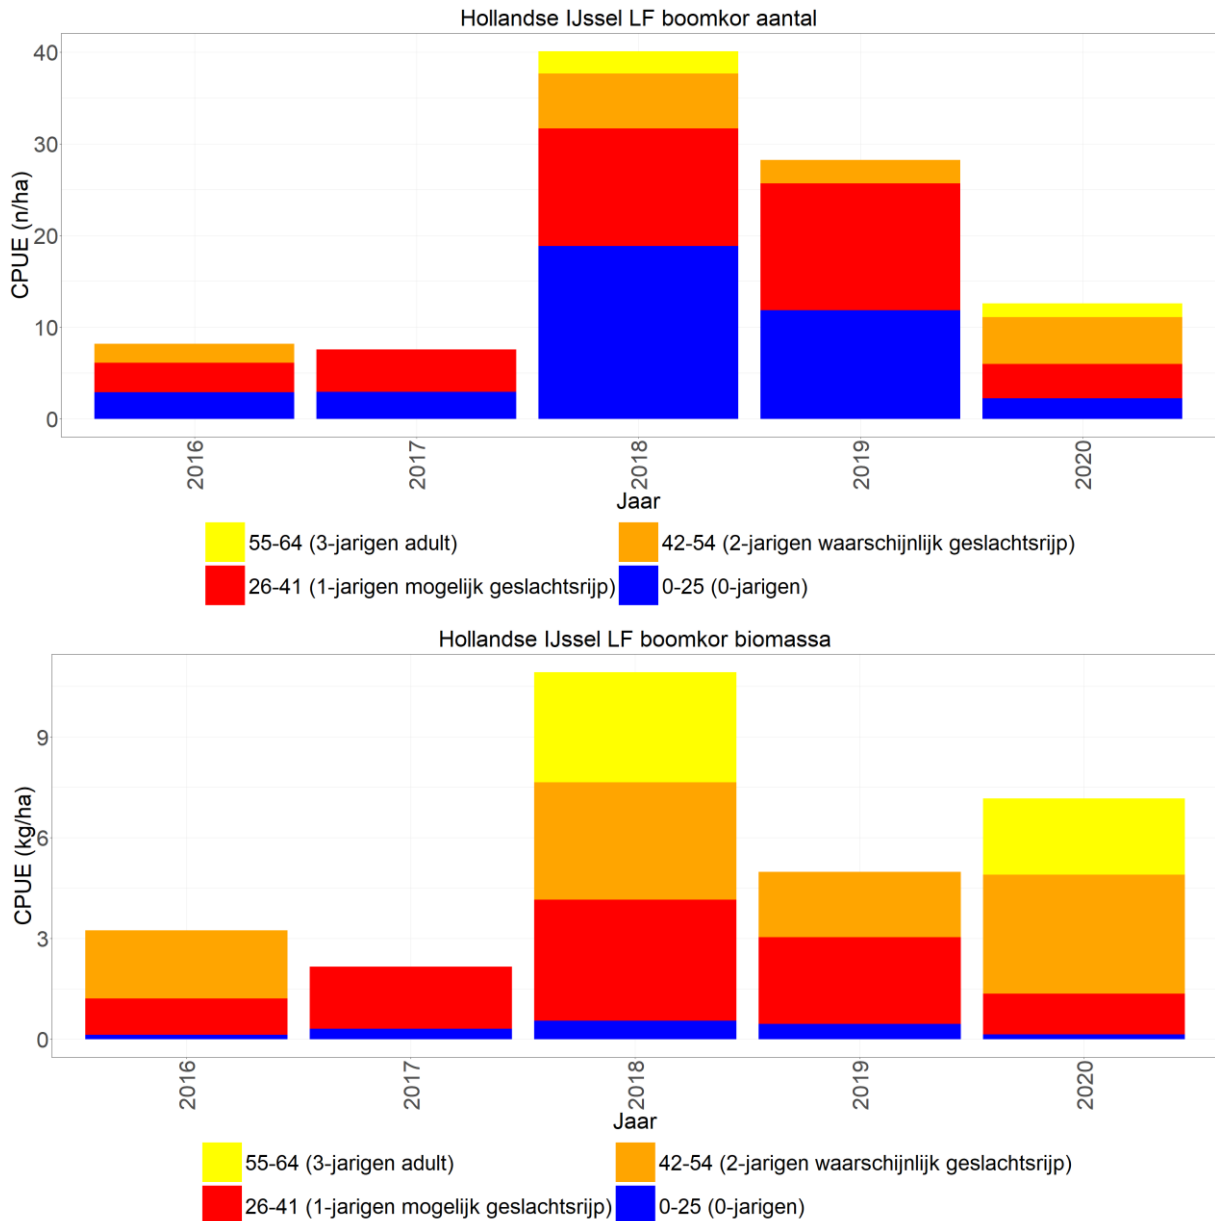 Hollandse IJssel LF boomkor aantal
CPUE (n/ha)
40
30
20
10
0
2016 2017 2018 2019 2020
Jaar
55-64 (3-jarigen adult) 42-54 (2-jarigen waarschijnlijk geslachtsrijp)
26-41 (1-jarigen mogelijk geslachtsrijp) 0-25 (0-jarigen)
Hollandse IJssel LF boomkor biomassa
CPUE (kg/ha)
9
6
3
0
2016 2017 2018 2019 2020
Jaar
55-64 (3-jarigen adult) 42-54 (2-jarigen waarschijnlijk geslachtsrijp)
26-41 (1-jarigen mogelijk geslachtsrijp) 0-25 (0-jarigen)